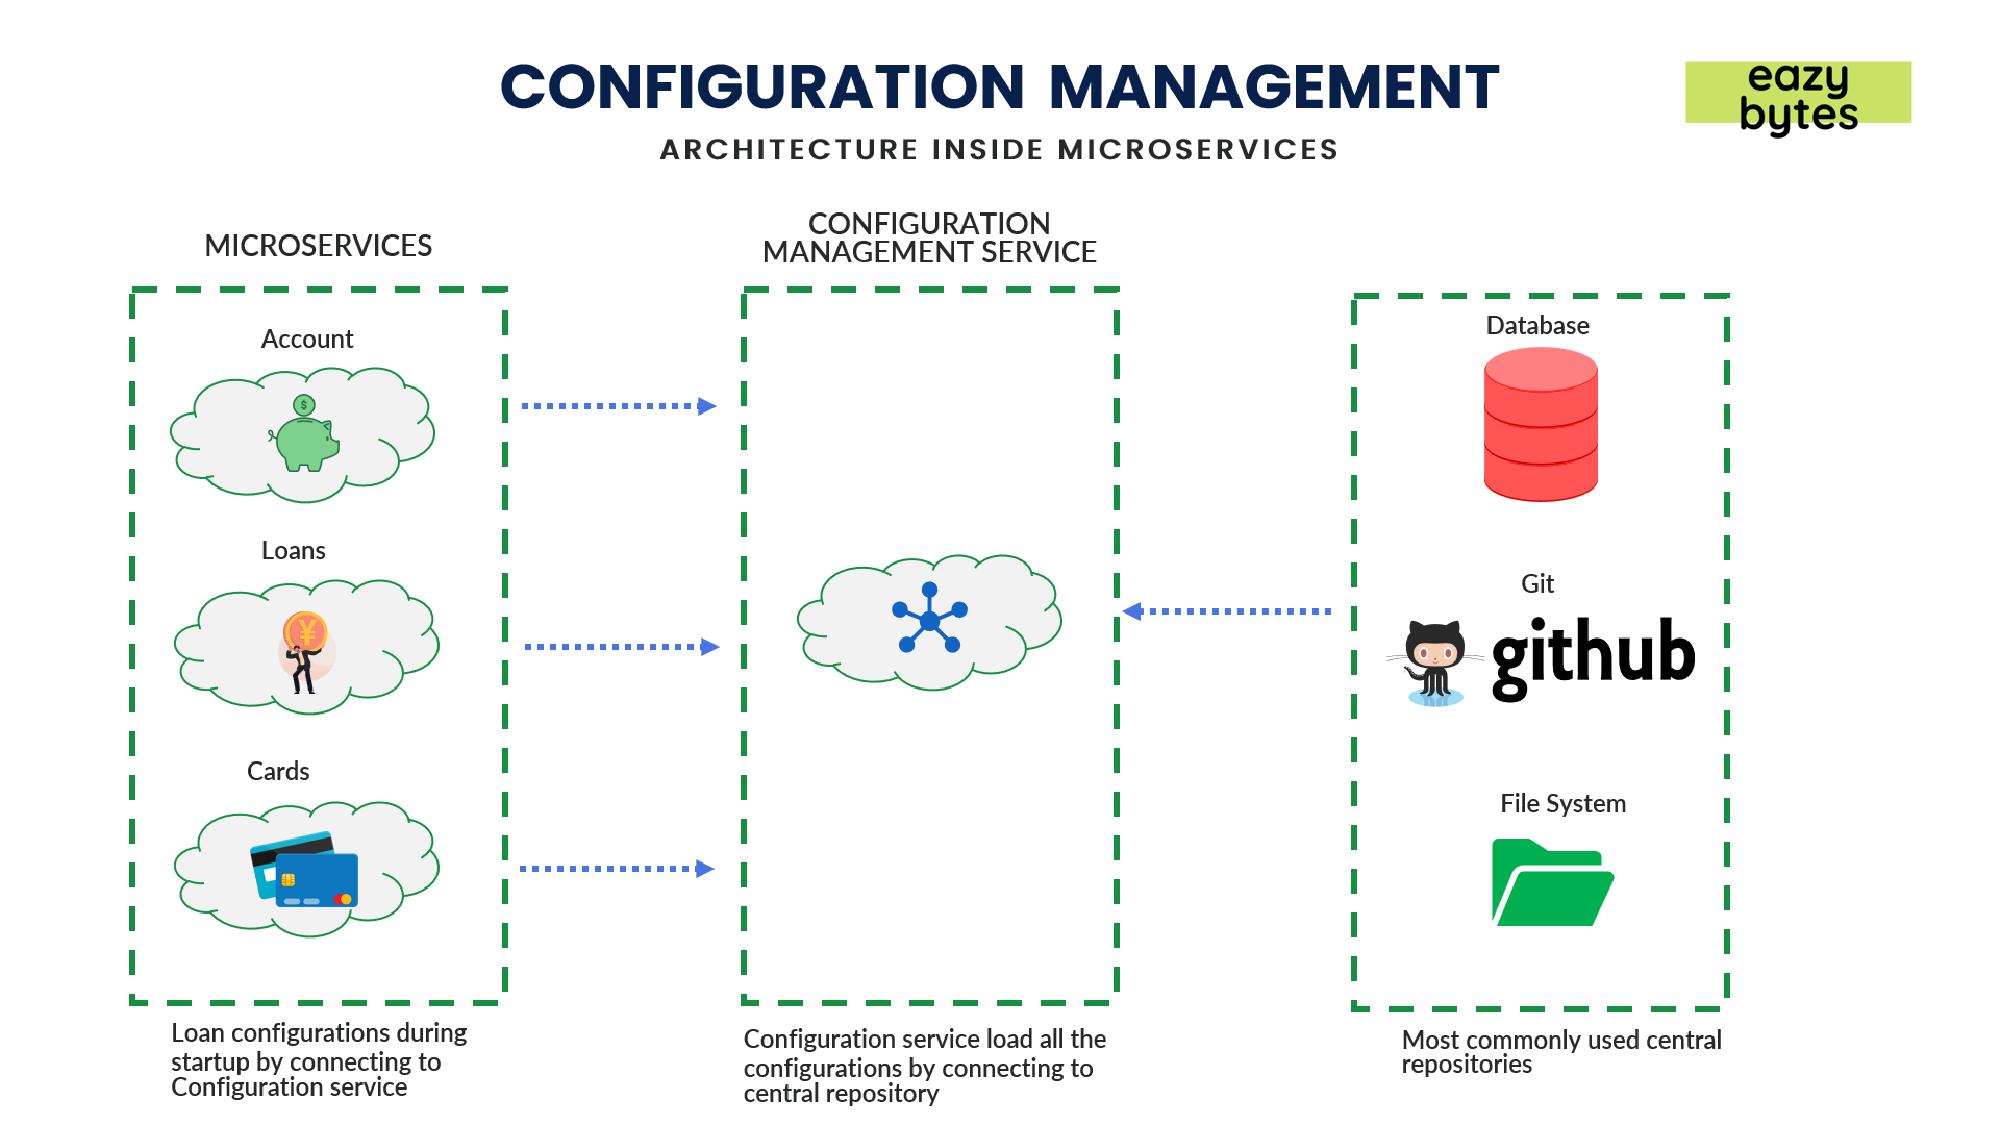 CONFIGURATION MANAGEMENT
ARCHITECTURE INSIDE MICROSERVICES
eazy
bytes
MICROSERVICES
Account
$
Loans
¥
Cards
Loan configurations during
startup by connecting to
Configuration service
CONFIGURATION
MANAGEMENT SERVICE
Configuration service load all the
configurations by connecting to
central repository
Database
Git
github
File System
Most commonly used central
repositories